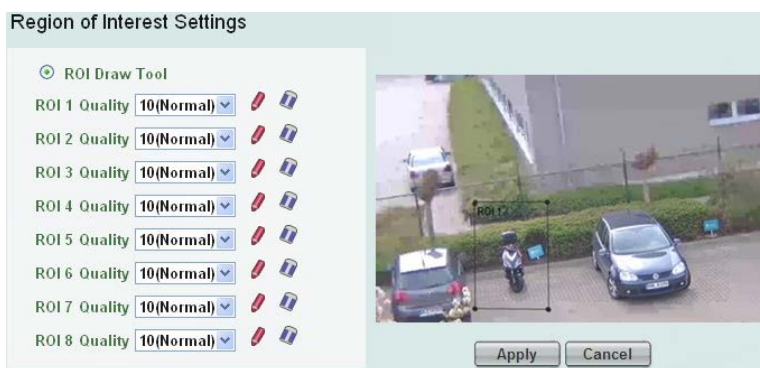 Region of Interest Settings
ROI Draw Tool
ROI 1 Quality 10(Normal)
ROI 2 Quality 10(Normal)
ROI 3 Quality 10(Normal)
ROI 4 Quality 10(Normal)
ROI 5 Quality 10(Normal)
ROI 6 Quality 10(Normal)
ROI 7 Quality 10(Normal)
ROI 8 Quality 10(Normal)
ROI 1
Apply Cancel